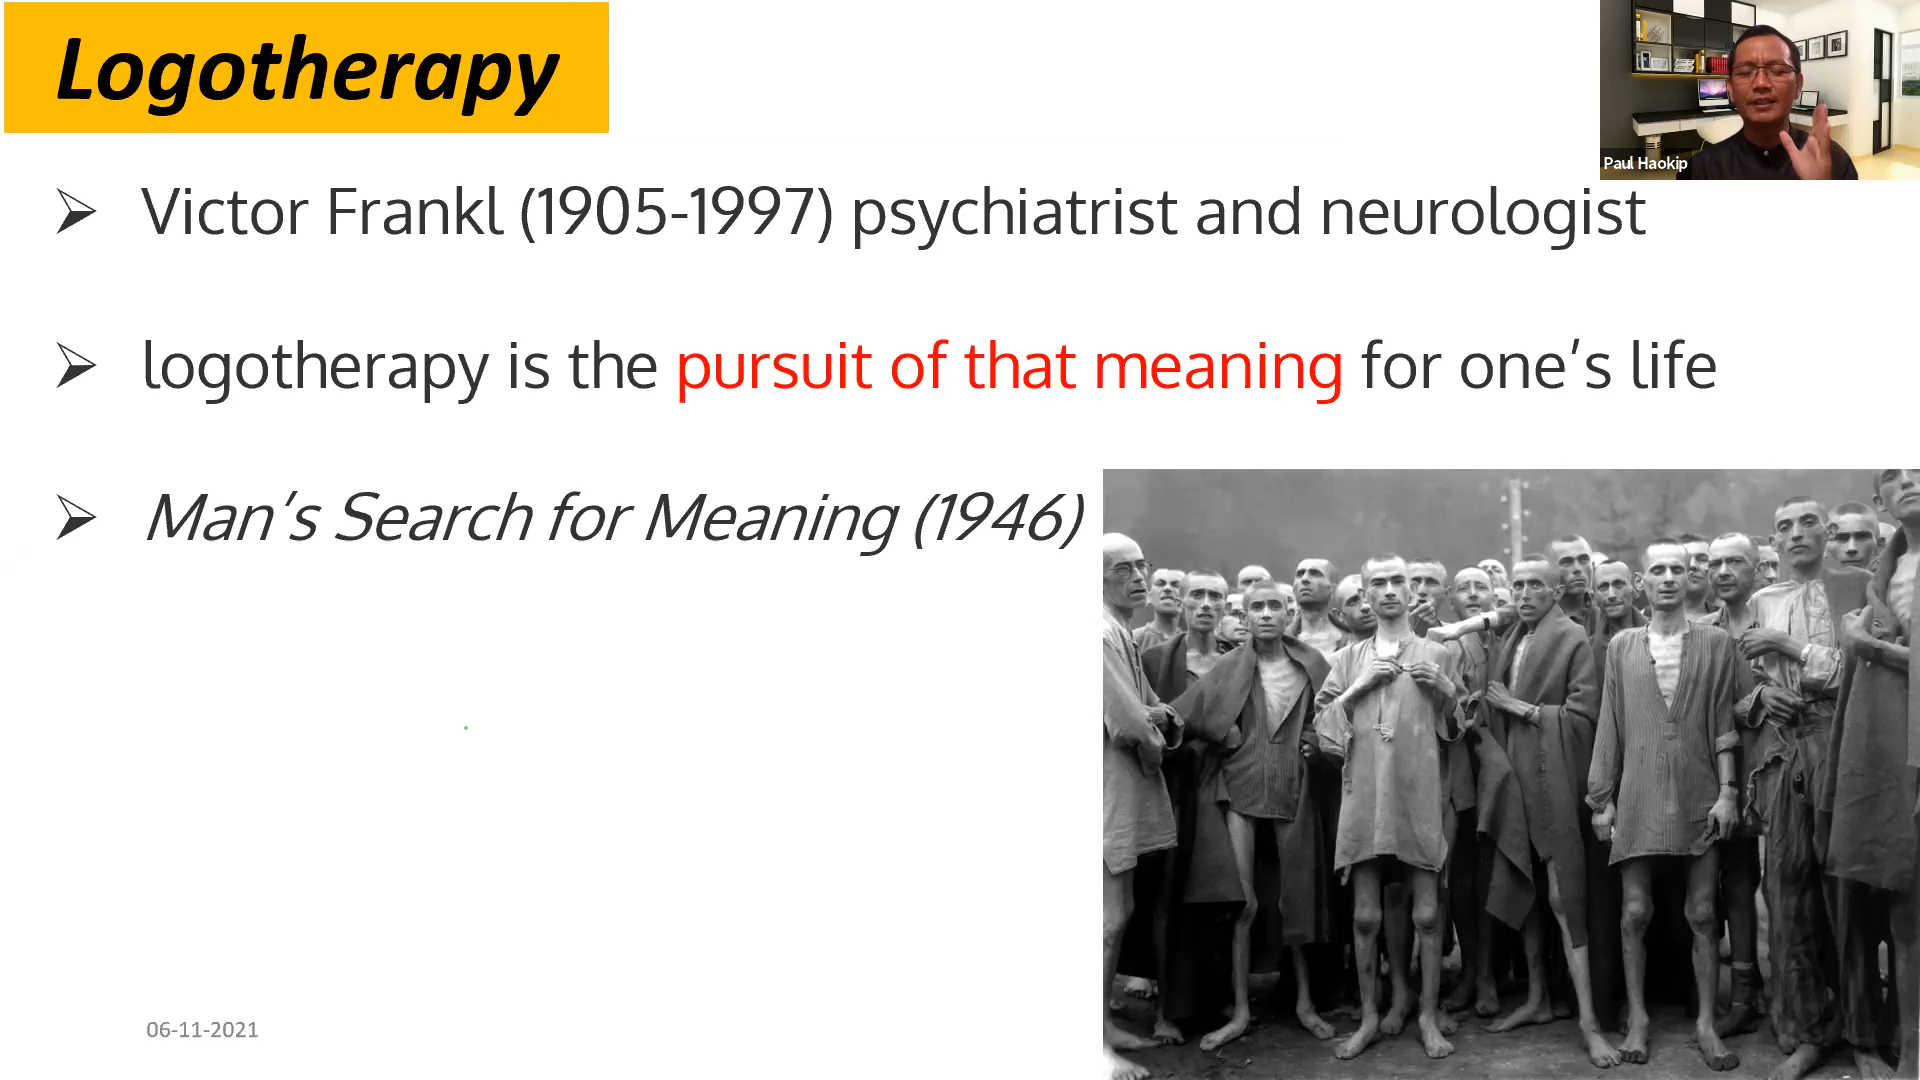 Logotherapy
Paul Haokip
➢ Victor Frankl (1905-1997) psychiatrist and neurologist
➢ logotherapy is the pursuit of that meaning for one’s life
➢ Man’s Search for Meaning (1946)
06-11-2021